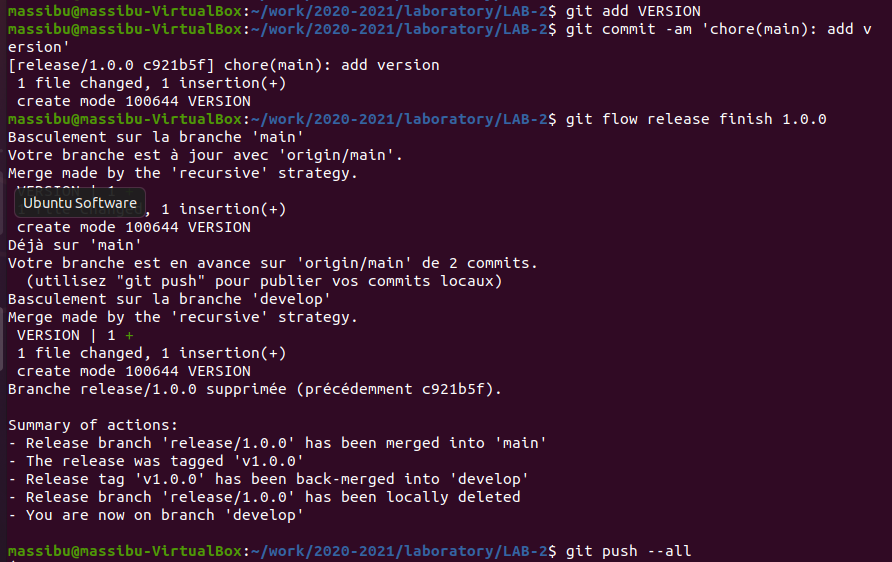 massibu@massibu-VirtualBox:~/work/2020-2021/laboratory/LAB-2$ git add VERSION
massibu@massibu-VirtualBox:~/work/2020-2021/laboratory/LAB-2$ git commit -am 'chore(main): add v
ersion'
[release/1.0.0 c921b5f] chore(main): add version
 1 file changed, 1 insertion(+)
 create mode 100644 VERSION
massibu@massibu-VirtualBox:~/work/2020-2021/laboratory/LAB-2$ git flow release finish 1.0.0
Basculement sur la branche 'main'
Votre branche est à jour avec 'origin/main'.
Merge made by the 'recursive' strategy.
 VERSION | 1 +
Ubuntu Software
 1 file changed, 1 insertion(+)
 create mode 100644 VERSION
Déjà sur 'main'
Votre branche est en avance sur 'origin/main' de 2 commits.
  (utilisez "git push" pour publier vos commits locaux)
Basculement sur la branche 'develop'
Merge made by the 'recursive' strategy.
 VERSION | 1 +
 1 file changed, 1 insertion(+)
 create mode 100644 VERSION
Branche release/1.0.0 supprimée (précédemment c921b5f).

Summary of actions:
- Release branch 'release/1.0.0' has been merged into 'main'
- The release was tagged 'v1.0.0'
- Release tag 'v1.0.0' has been back-merged into 'develop'
- Release branch 'release/1.0.0' has been locally deleted
- You are now on branch 'develop'

massibu@massibu-VirtualBox:~/work/2020-2021/laboratory/LAB-2$ git push --all